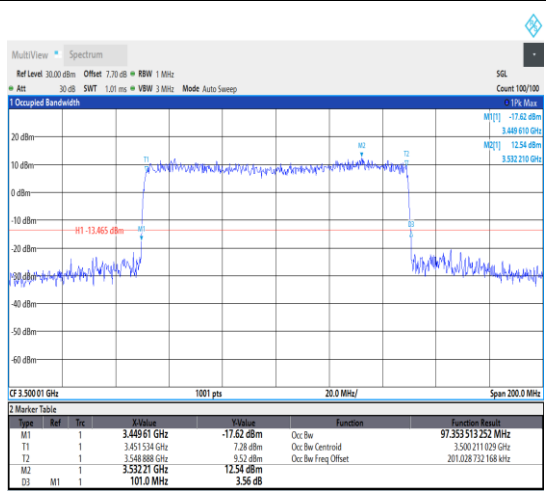 MultiView Spectrum
Ref Level 30.00 dBm Offset 7.70 dB RBW 1 MHz SGL
Att 30 dB SWT 1.01 ms VBW 3 MHz Mode Auto Sweep Count 100/100
1 Occupied Bandwidth 1Pk Max
M1[1] -17.62 dBm
3.449 610 GHz
M2[1] 12.54 dBm
3.532 210 GHz
20 dBm
M2
T1
T2
10 dBm
0 dBm
-10 dBm
H1 -13.465 dBm
M1
D3
-20 dBm
-30 dBm
-40 dBm
-50 dBm
-60 dBm
CF 3.500 01 GHz 1001 pts 20.0 MHz/ Span 200.0 MHz
2 Marker Table
Type Ref Trc X-Value Y-Value Function Function Result
M1 1 3.449 61 GHz -17.62 dBm Occ Bw 97.353 513 252 MHz
T1 1 3.451 534 GHz 7.28 dBm Occ Bw Centroid 3.500 211 029 GHz
T2 1 3.548 888 GHz 9.52 dBm Occ Bw Freq Offset 201.028 732 168 kHz
M2 1 3.532 21 GHz 12.54 dBm
D3 M1 1 101.0 MHz 3.56 dB